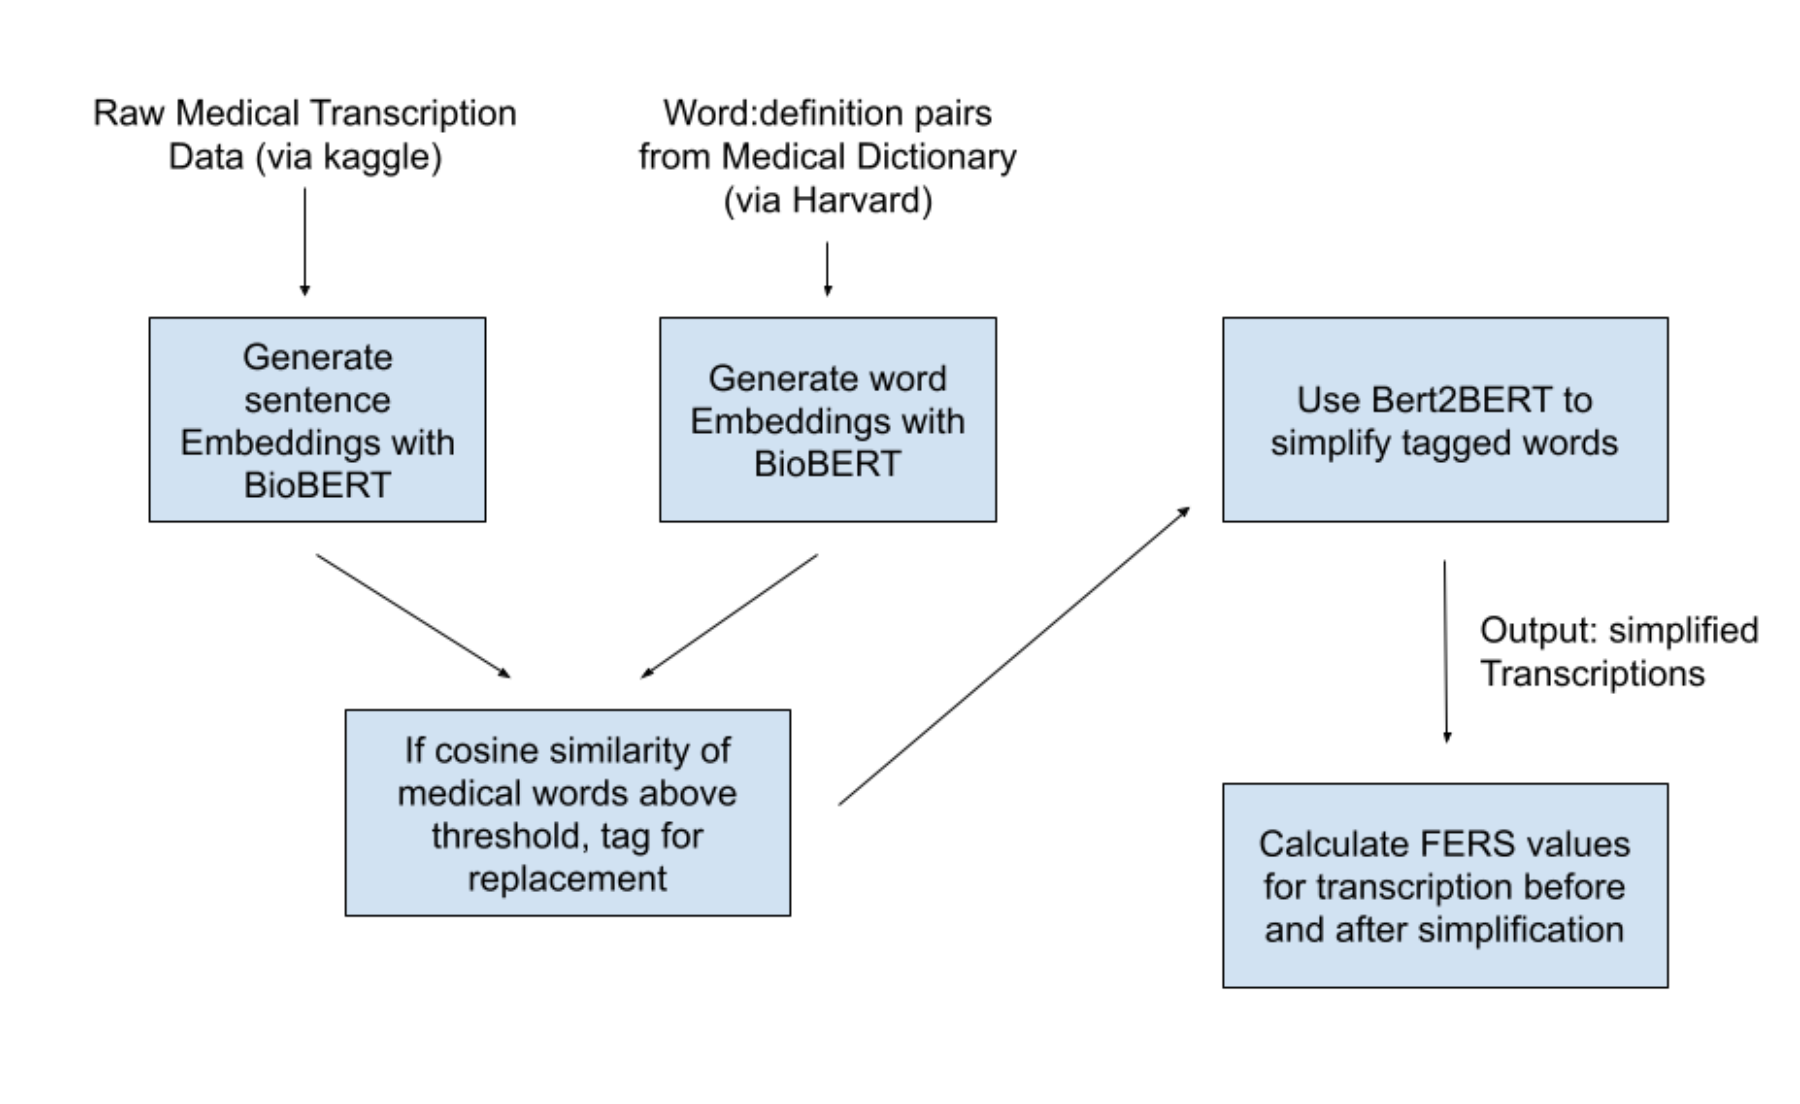 Raw Medical Transcription
Data (via kaggle)
Word:definition pairs
from Medical Dictionary
(via Harvard)
Generate
sentence
Embeddings with
BioBERT
Generate word
Embeddings with
BioBERT
Use Bert2BERT to
simplify tagged words
If cosine similarity of
medical words above
threshold, tag for
replacement
Output: simplified
Transcriptions
Calculate FERS values
for transcription before
and after simplification